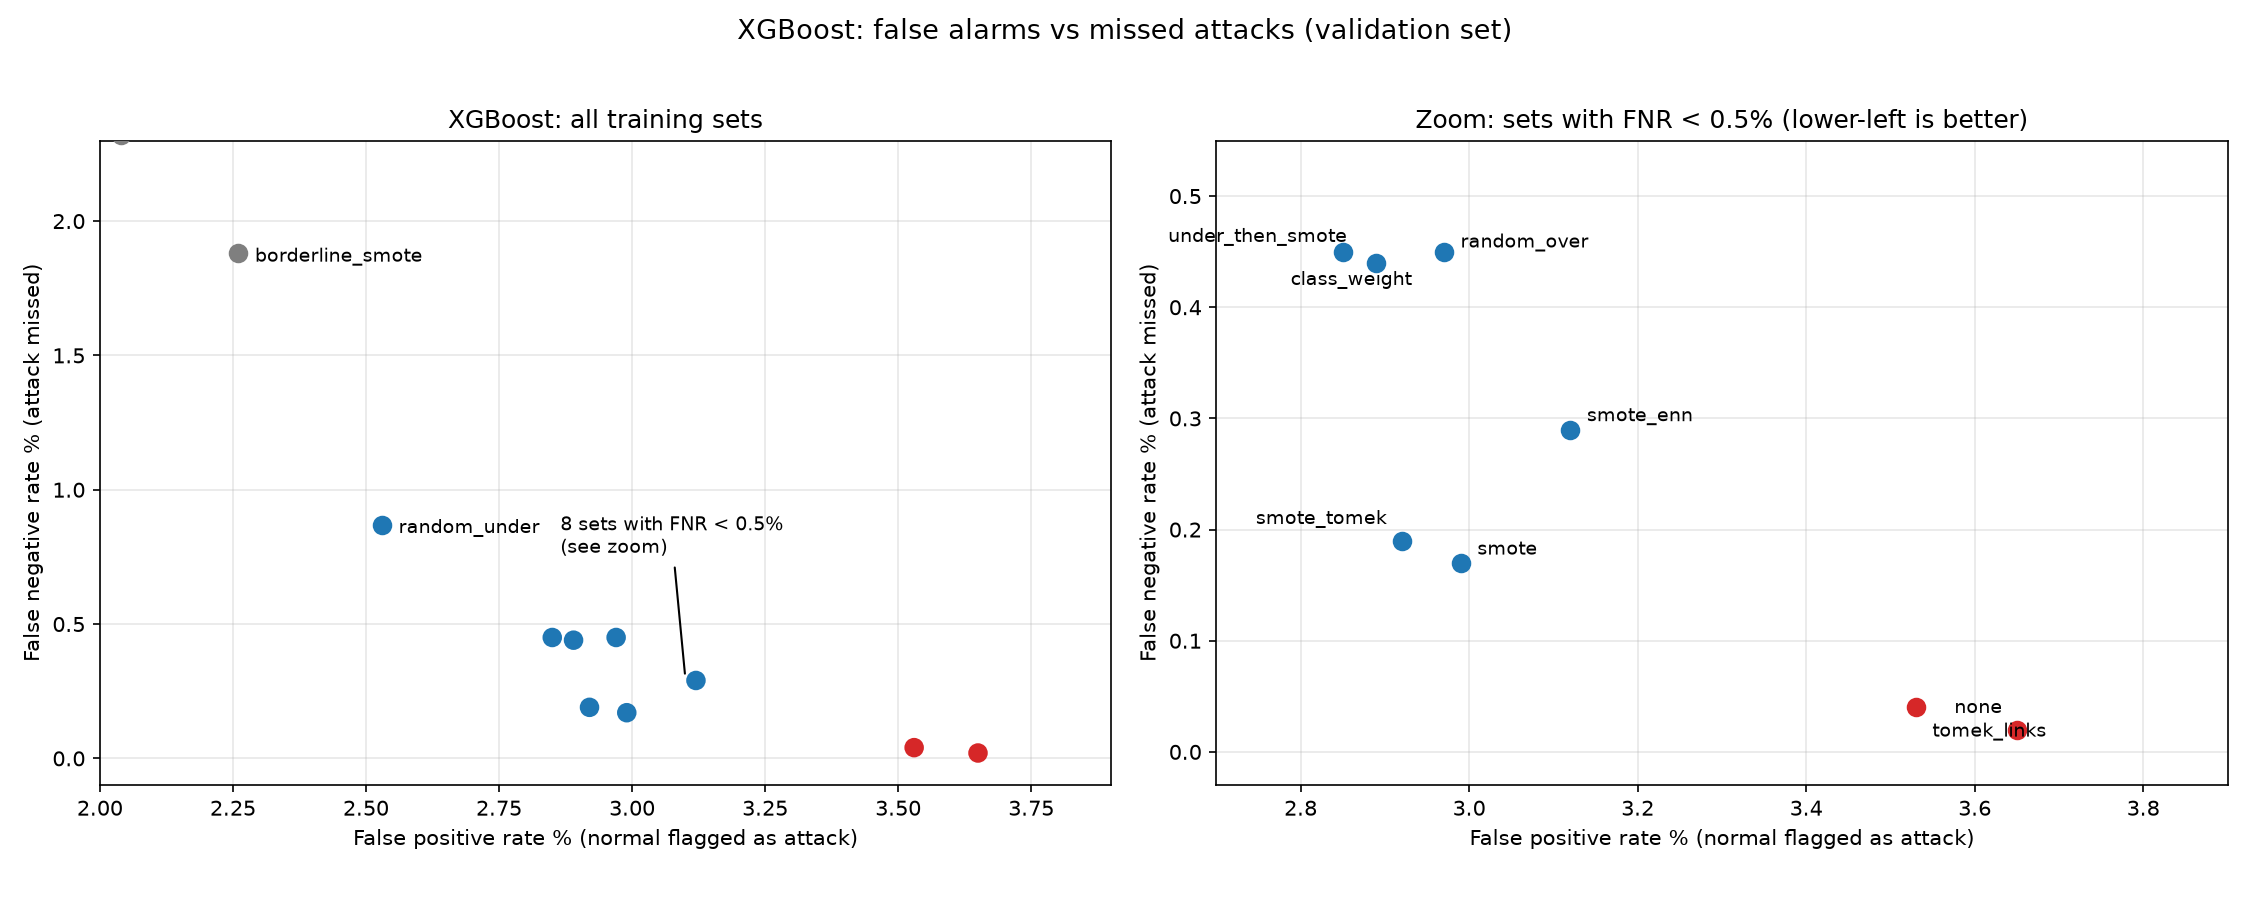 XGBoost: false alarms vs missed attacks (validation set)
XGBoost: all training sets
False negative rate % (attack missed)
2.0
1.5
1.0
0.5
0.0
borderline_smote
random_under
8 sets with FNR < 0.5%
(see zoom)
2.00 2.25 2.50 2.75 3.00 3.25 3.50 3.75
False positive rate % (normal flagged as attack)
Zoom: sets with FNR < 0.5% (lower-left is better)
False negative rate % (attack missed)
0.5
0.4
0.3
0.2
0.1
0.0
under_then_smote
random_over
class_weight
smote_enn
smote_tomek
smote
none
tomek_links
2.8 3.0 3.2 3.4 3.6 3.8
False positive rate % (normal flagged as attack)